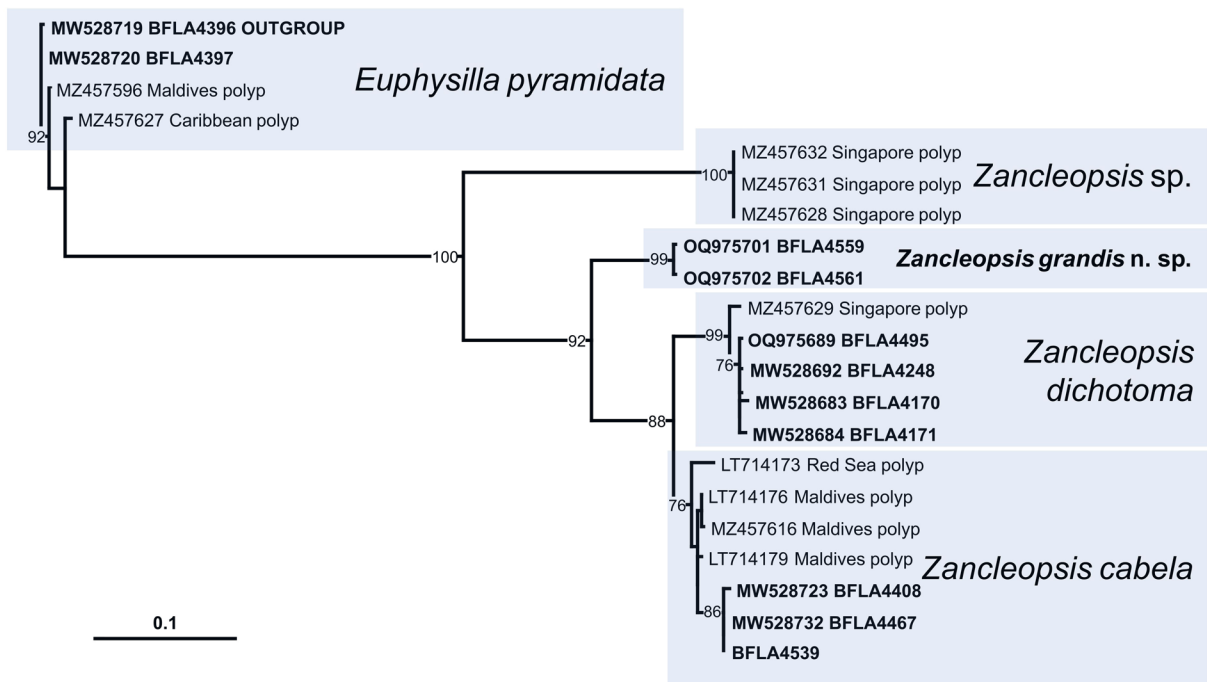 MW528719 BFLA4396 OUTGROUP
MW528720 BFLA4397
MZ457596 Maldives polyp
MZ457627 Caribbean polyp
Euphysilla pyramidata
92
100
MZ457632 Singapore polyp
MZ457631 Singapore polyp
MZ457628 Singapore polyp
100
Zancleopsis sp.
OQ975701 BFLA4559
OQ975702 BFLA4561
99
Zancleopsis grandis n. sp.
92
MZ457629 Singapore polyp
OQ975689 BFLA4495
MW528692 BFLA4248
MW528683 BFLA4170
MW528684 BFLA4171
99
76
Zancleopsis
dichotoma
88
LT714173 Red Sea polyp
LT714176 Maldives polyp
MZ457616 Maldives polyp
LT714179 Maldives polyp
MW528723 BFLA4408
MW528732 BFLA4467
BFLA4539
76
86
Zancleopsis cabela
0.1